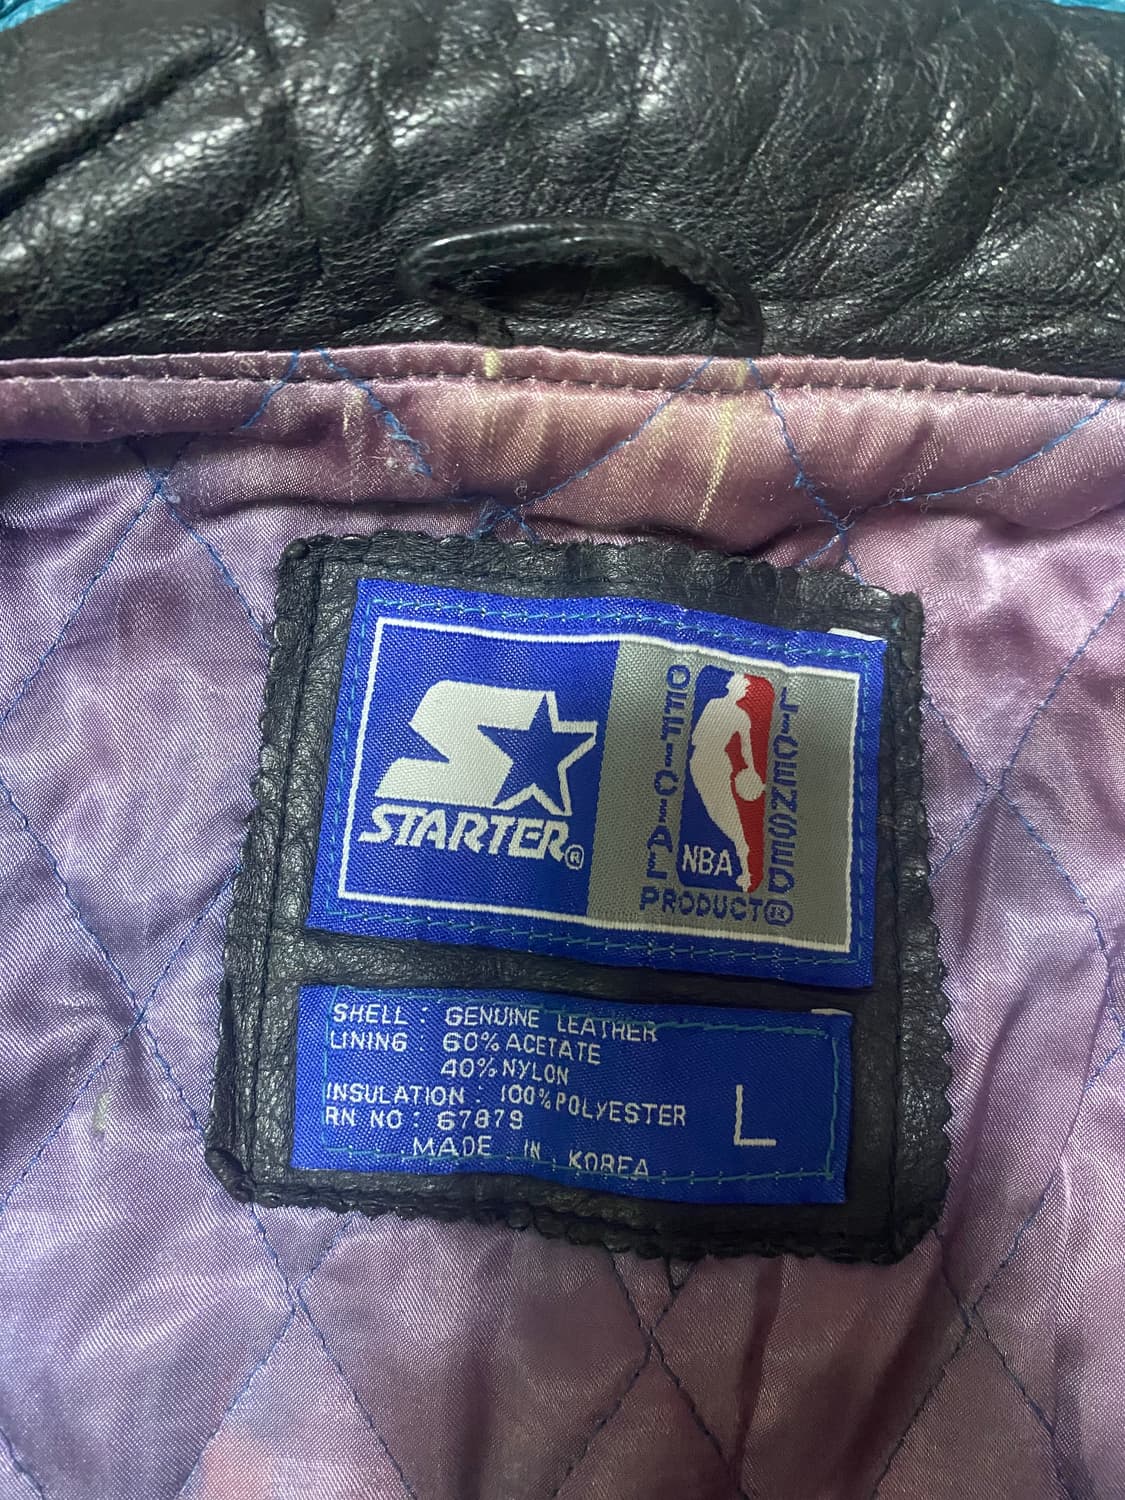 STARTER®
OFFICIAL
LICENSED
NBA
PRODUCT®
SHELL : GENUINE LEATHER
LINING : 60% ACETATE
40% NYLON
INSULATION : 100% POLYESTER
RN NO : 67879
MADE IN KOREA
L